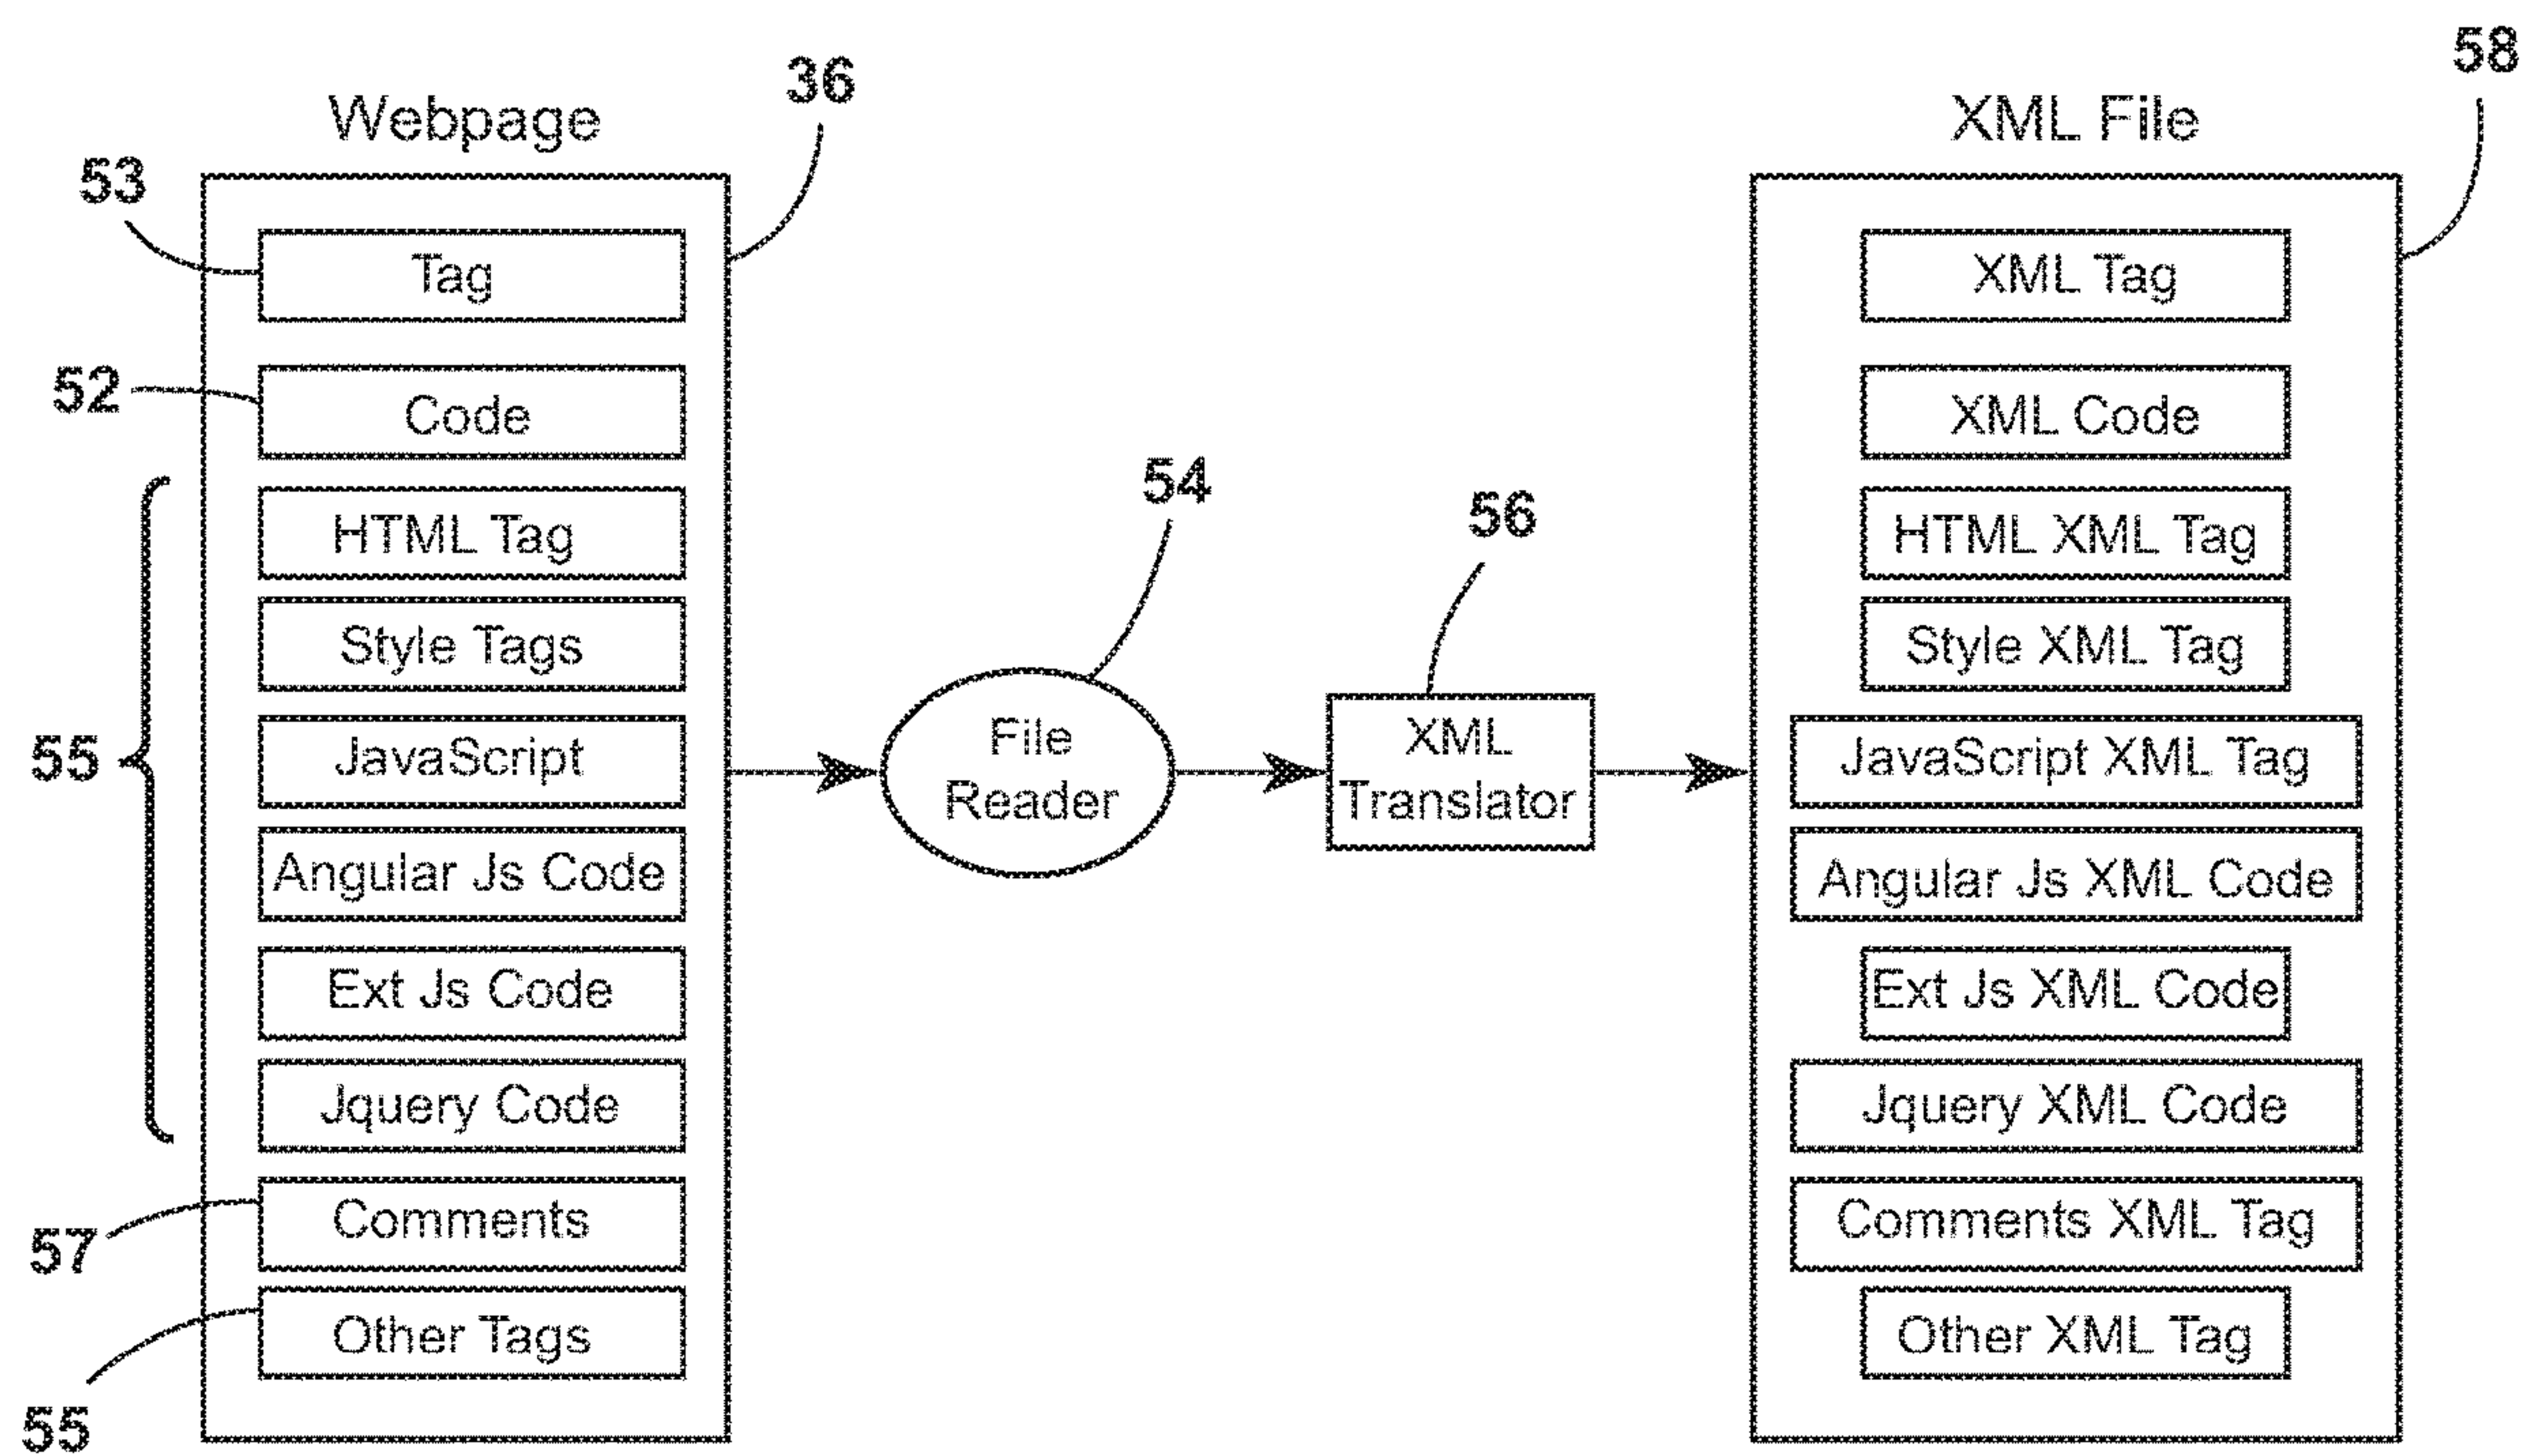 Webpage
36
53
Tag
52
Code
55
HTML Tag
Style Tags
JavaScript
Angular Js Code
Ext Js Code
Jquery Code
57
Comments
55
Other Tags
54
File
Reader
56
XML
Translator
XML File
58
XML Tag
XML Code
HTML XML Tag
Style XML Tag
JavaScript XML Tag
Angular Js XML Code
Ext Js XML Code
Jquery XML Code
Comments XML Tag
Other XML Tag